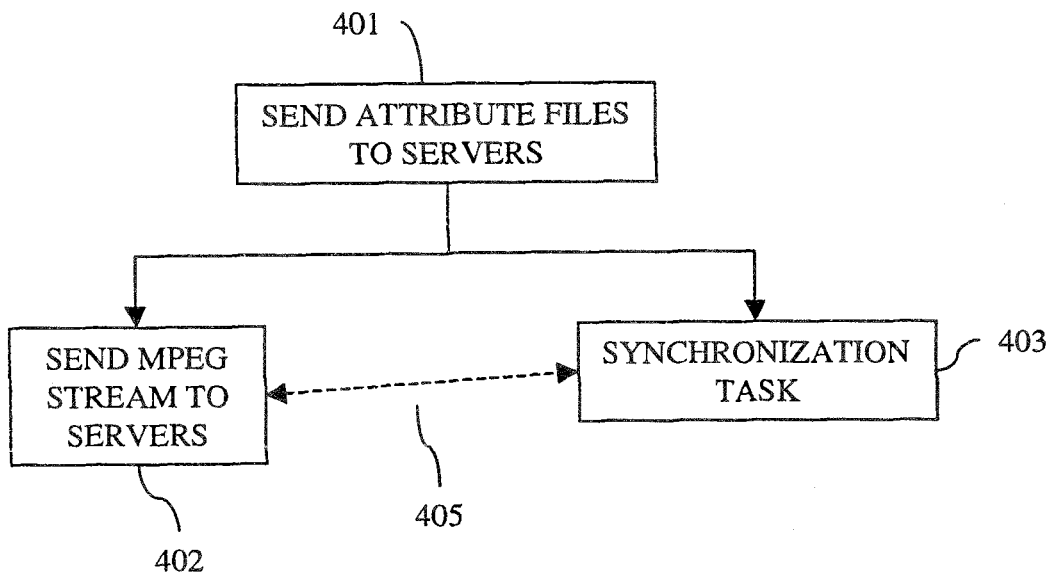 401
SEND ATTRIBUTE FILES
TO SERVERS
SEND MPEG
STREAM TO
SERVERS
SYNCHRONIZATION
TASK
403
405
402